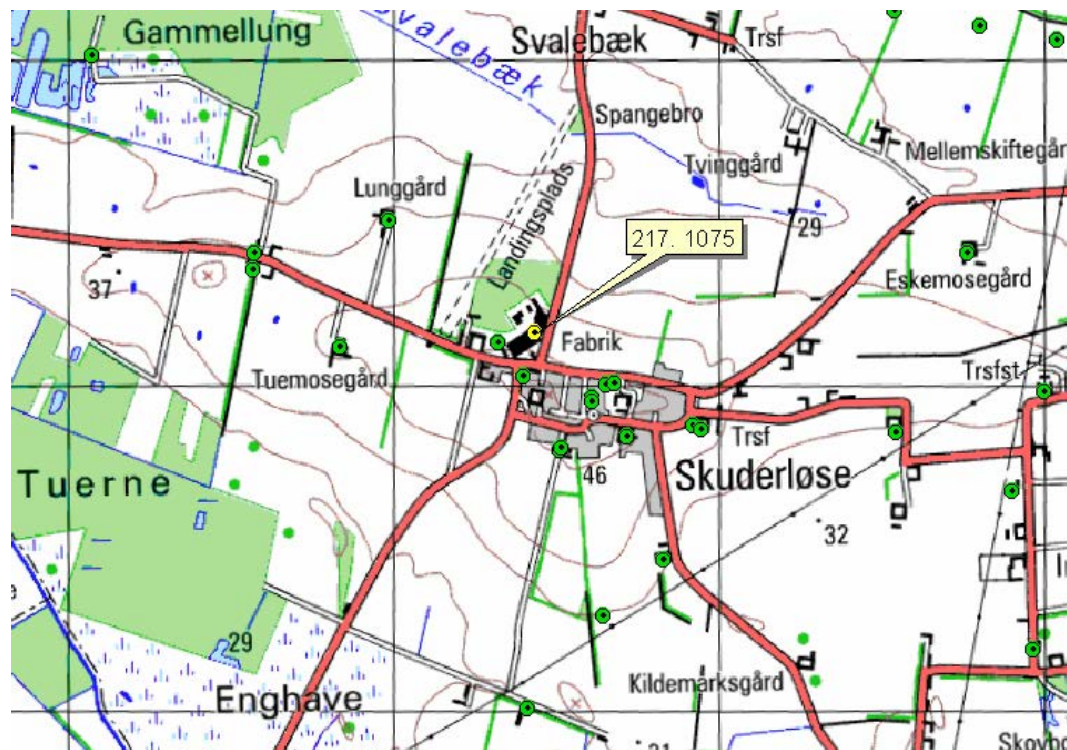 Gammellung
Svalebæk
Trsf
Svalebæk
Spangebro
Mellemskiftegår
Tvinggård
Lunggård
Landingsplads
217. 1075
29
Eskemosegård
37
Fabrik
Tuemosegård
Trsfst
Trsf
46
Skuderløse
Tuerne
32
29
Enghave
Kildemarksgård